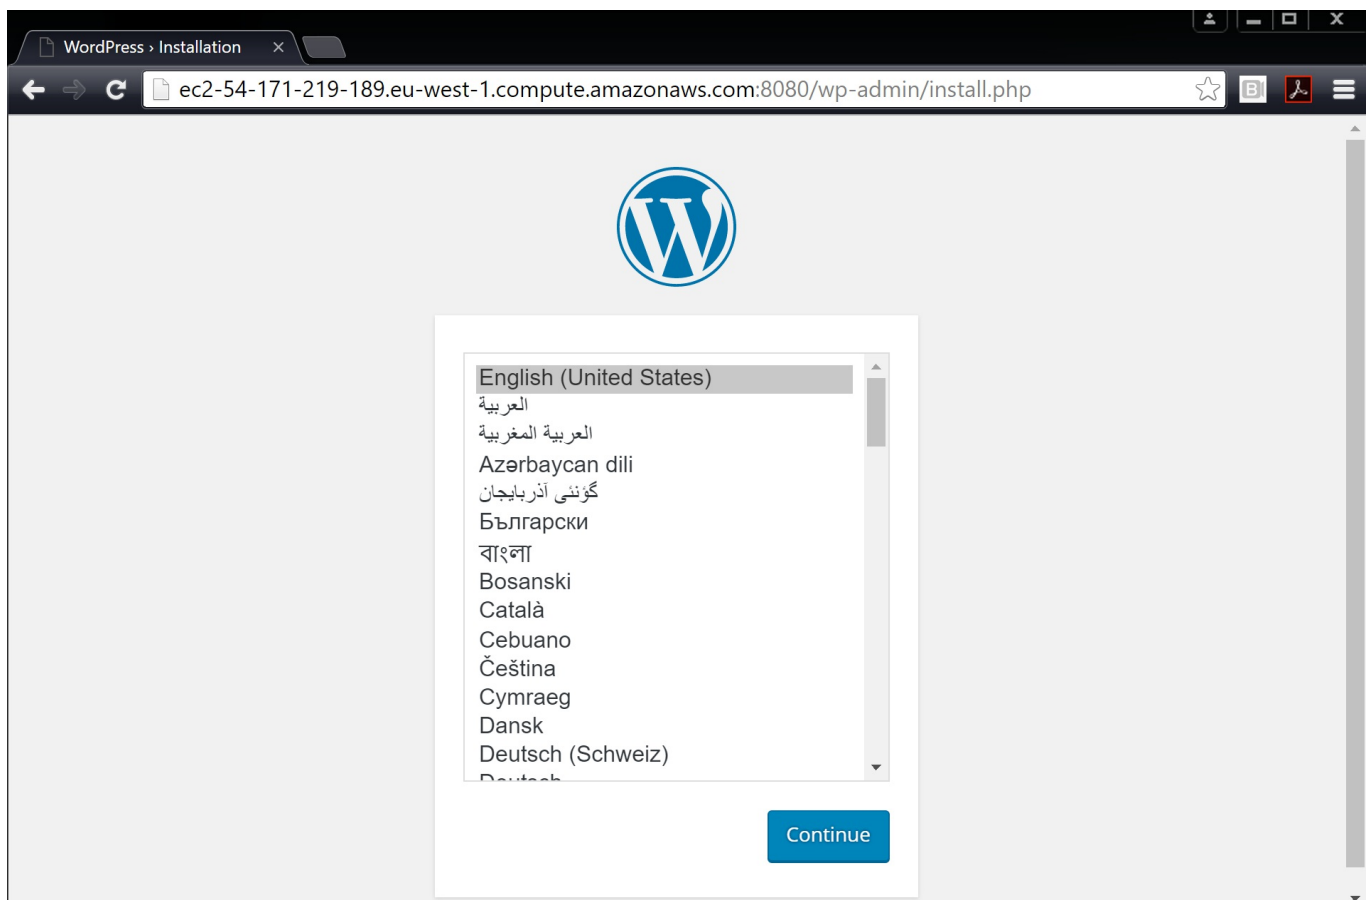 WordPress › Installation
ec2-54-171-219-189.eu-west-1.compute.amazonaws.com:8080/wp-admin/install.php
English (United States)
العربية
العربية المغربية
Azərbaycan dili
گؤنئی آذربایجان
Български
বাংলা
Bosanski
Català
Cebuano
Čeština
Cymraeg
Dansk
Deutsch (Schweiz)
Deutsch
Continue